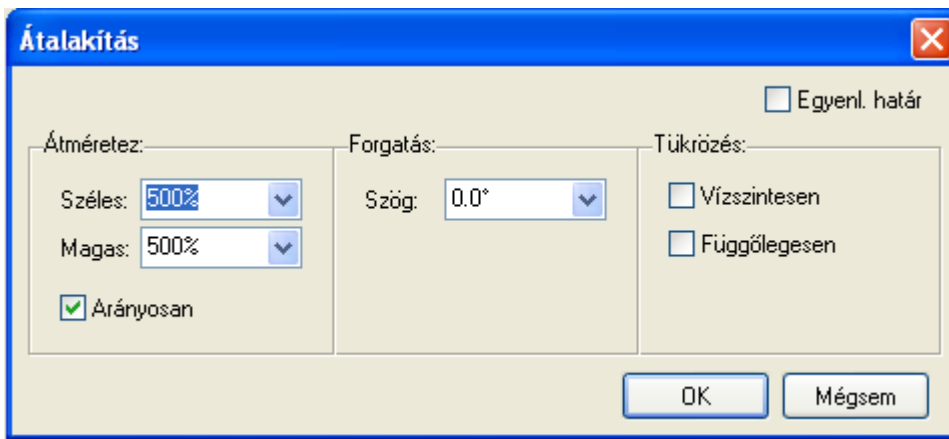 Átalakítás
Egyenl. határ
Átméretez:
Széles: 500%
Magas: 500%
Arányosan
Forgatás:
Szög: 0.0°
Tükrözés:
Vízszintesen
Függőlegesen
OK
Mégsem